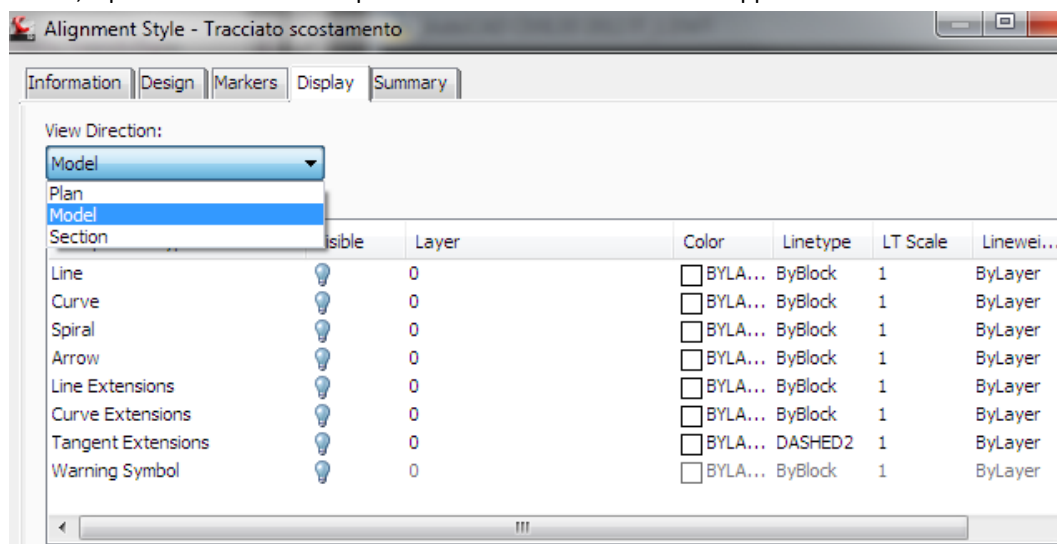 Alignment Style - Tracciato scostamento
Information Design Markers Display Summary
View Direction:
Model
Plan
Model
Section
Layer Color Linetype LT Scale Linewei...
Line 0 BYLA... ByBlock 1 ByLayer
Curve 0 BYLA... ByBlock 1 ByLayer
Spiral 0 BYLA... ByBlock 1 ByLayer
Arrow 0 BYLA... ByBlock 1 ByLayer
Line Extensions 0 BYLA... ByBlock 1 ByLayer
Curve Extensions 0 BYLA... ByBlock 1 ByLayer
Tangent Extensions 0 BYLA... DASHED2 1 ByLayer
Warning Symbol 0 BYLA... ByBlock 1 ByLayer